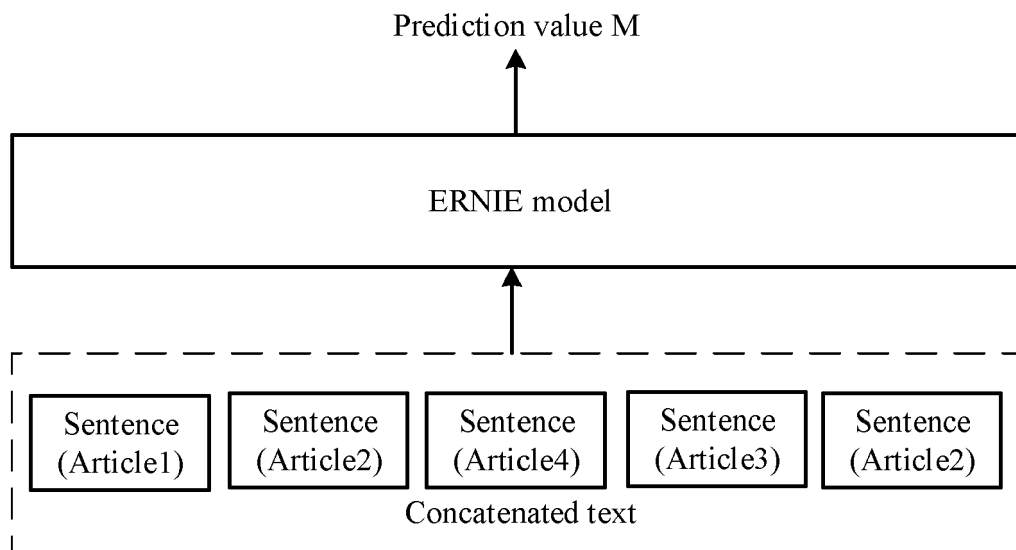 Prediction value M
ERNIE model
Sentence
(Article1)
Sentence
(Article2)
Sentence
(Article4)
Sentence
(Article3)
Sentence
(Article2)
Concatenated text